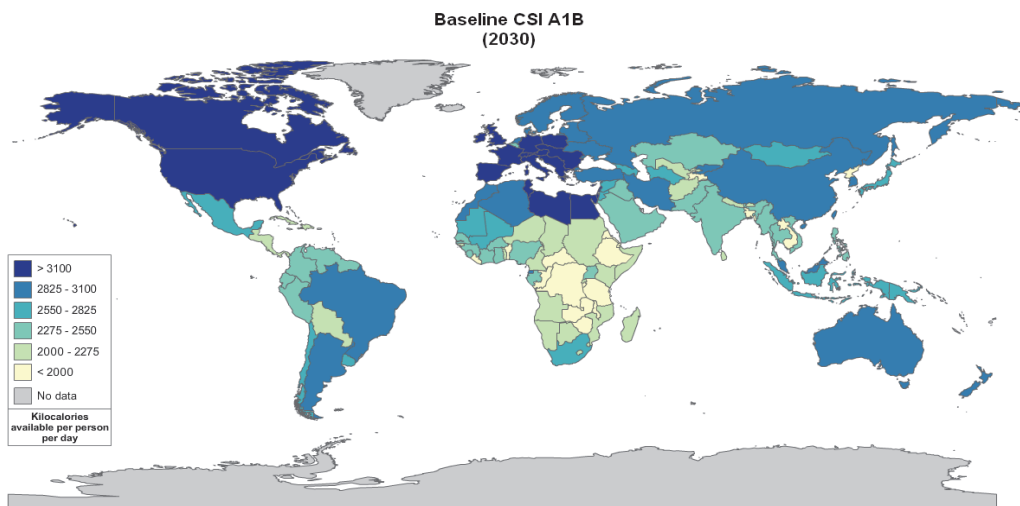 Baseline CSI A1B
(2030)
> 3100
2825 - 3100
2550 - 2825
2275 - 2550
2000 - 2275
< 2000
No data
Kilocalories
available per person
per day